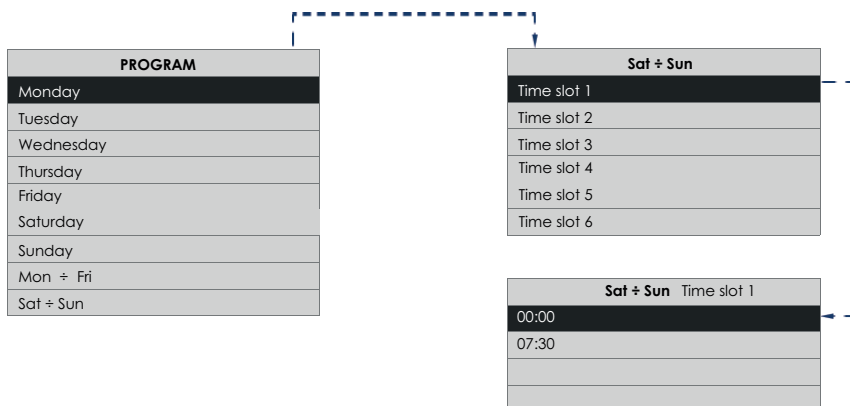 PROGRAM
Monday
Tuesday
Wednesday
Thursday
Friday
Saturday
Sunday
Mon ÷ Fri
Sat ÷ Sun
Sat ÷ Sun
Time slot 1
Time slot 2
Time slot 3
Time slot 4
Time slot 5
Time slot 6
Sat ÷ Sun Time slot 1
00:00
07:30